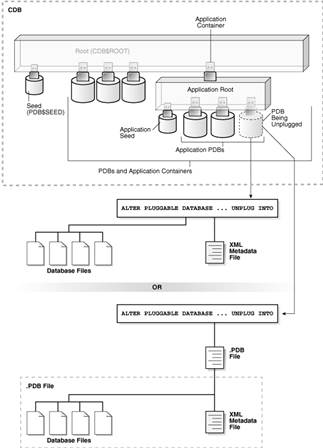 CDB
Application
Container
Root (CDB$ROOT)
Application Root
Seed
(PDB$SEED)
Application
Seed
PDB
Being
Unplugged
Application PDBs
PDBs and Application Containers
ALTER PLUGGABLE DATABASE ... UNPLUG INTO
Database Files
XML
Metadata
File
OR
ALTER PLUGGABLE DATABASE ... UNPLUG INTO
.PDB
File
.PDB File
Database Files
XML
Metadata
File